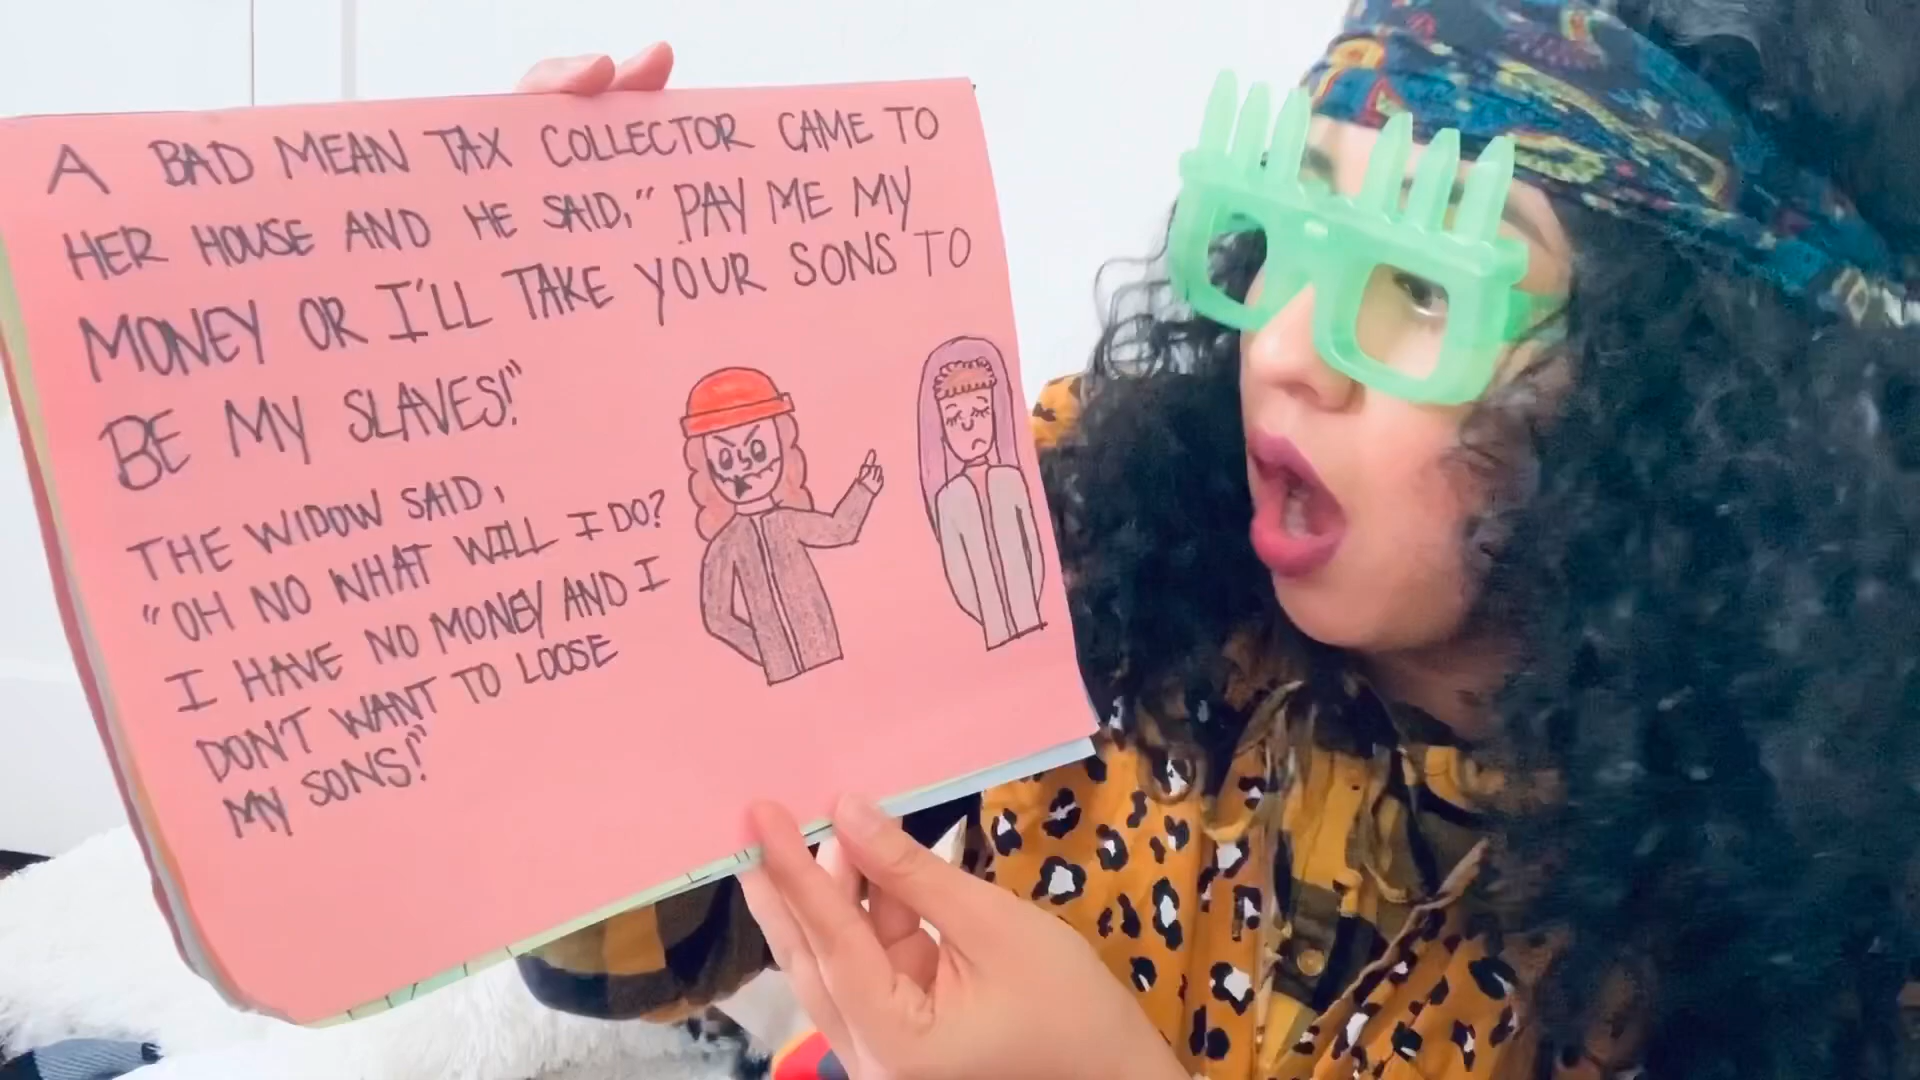 A BAD MEAN TAX COLLECTOR CAME TO
HER HOUSE AND HE SAID, "PAY ME MY
MONEY OR I'LL TAKE YOUR SONS TO
BE MY SLAVES!"
THE WIDOW SAID,
"OH NO WHAT WILL I DO?
I HAVE NO MONEY AND I
DON'T WANT TO LOOSE
MY SONS!"